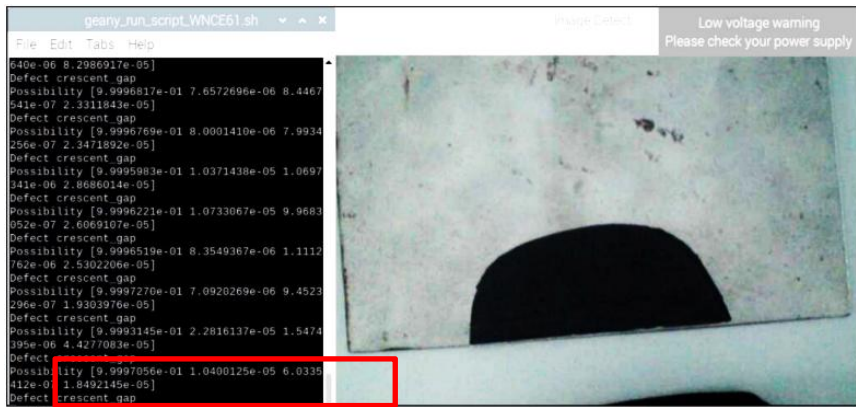 geany_run_script_WNCE61.sh
Image Detect
Low voltage warning
Please check your power supply
File Edit Tabs Help
640e-06 8.2986917e-05]
Defect crescent_gap
Possibility [9.9996817e-01 7.6572696e-06 8.4467
541e-07 2.3311843e-05]
Defect crescent_gap
Possibility [9.9996769e-01 8.0001410e-06 7.9934
256e-07 2.3471892e-05]
Defect crescent_gap
Possibility [9.9995983e-01 1.0371438e-05 1.0697
341e-06 2.8686014e-05]
Defect crescent_gap
Possibility [9.9996221e-01 1.0733067e-05 9.9683
052e-07 2.6069107e-05]
Defect crescent_gap
Possibility [9.9996519e-01 8.3549367e-06 1.1112
762e-06 2.5302206e-05]
Defect crescent_gap
Possibility [9.9997270e-01 7.0920269e-06 9.4523
296e-07 1.9303976e-05]
Defect crescent_gap
Possibility [9.9993145e-01 2.2816137e-05 1.5474
395e-06 4.4277083e-05]
Defect crescent_gap
Possibility [9.9997056e-01 1.0400125e-05 6.0335
412e-07 1.8492145e-05]
Defect crescent_gap